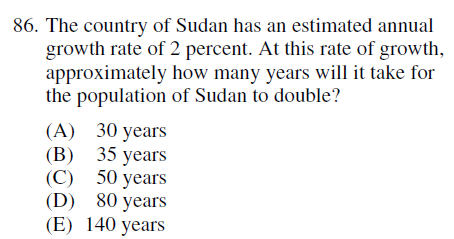 86. The country of Sudan has an estimated annual
growth rate of 2 percent. At this rate of growth,
approximately how many years will it take for
the population of Sudan to double?
(A) 30 years
(B) 35 years
(C) 50 years
(D) 80 years
(E) 140 years